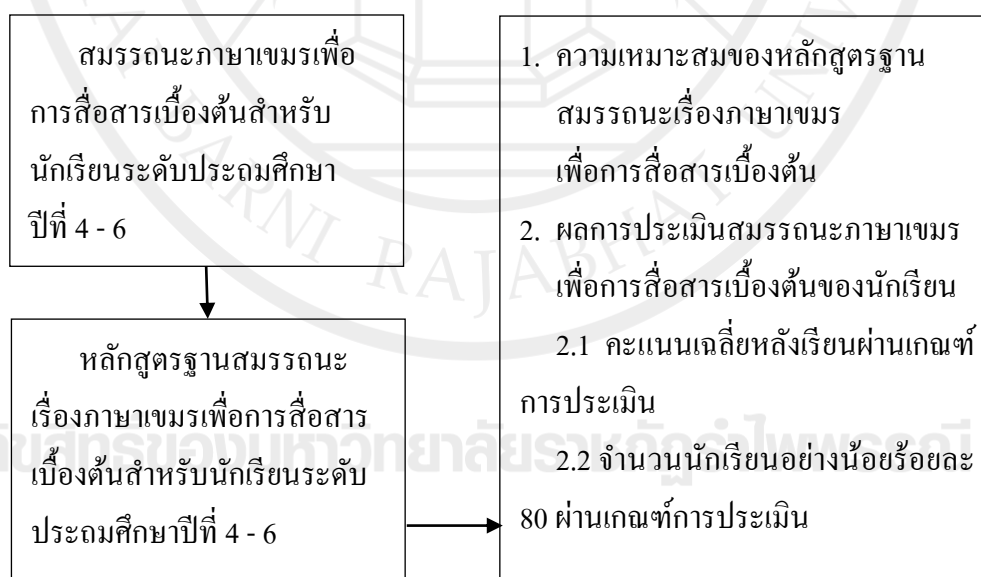 สมรรถนะภาษาเขมรเพื่อ
การสื่อสารเบื้องต้นสำหรับ
นักเรียนระดับประถมศึกษา
ปีที่ 4 - 6
หลักสูตรฐานสมรรถนะ
เรื่องภาษาเขมรเพื่อการสื่อสาร
เบื้องต้นสำหรับนักเรียนระดับ
ประถมศึกษาปีที่ 4 - 6
1. ความเหมาะสมของหลักสูตรฐาน
สมรรถนะเรื่องภาษาเขมร
เพื่อการสื่อสารเบื้องต้น
2. ผลการประเมินสมรรถนะภาษาเขมร
เพื่อการสื่อสารเบื้องต้นของนักเรียน
2.1 คะแนนเฉลี่ยหลังเรียนผ่านเกณฑ์
การประเมิน
2.2 จำนวนนักเรียนอย่างน้อยร้อยละ
80 ผ่านเกณฑ์การประเมิน
BARNI RAJABHAT UNIV